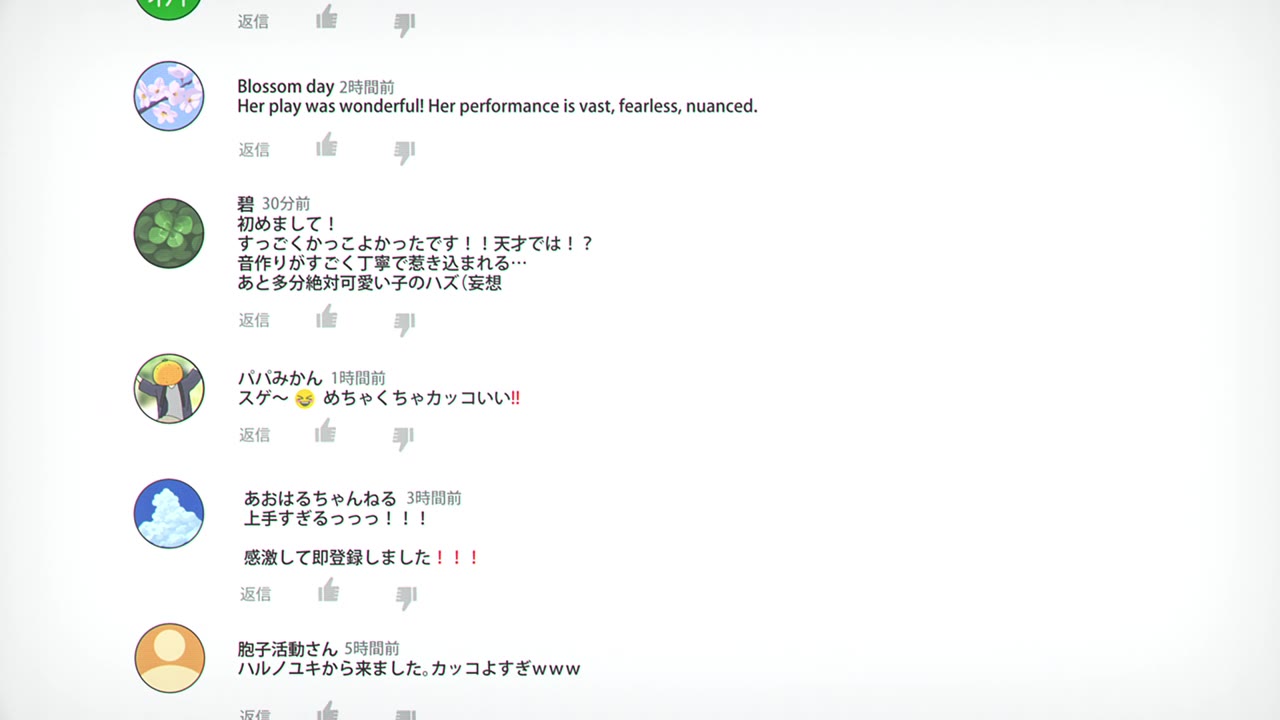 返信
Blossom day 2時間前
Her play was wonderful! Her performance is vast, fearless, nuanced.
返信
碧 30分前
初めまして！
すっごくかっこよかったです！！天才では！？
音作りがすごく丁寧で惹き込まれる…
あと多分絶対可愛い子のハズ（妄想
返信
パパみかん 1時間前
スゲ〜 😆 めちゃくちゃカッコいい!!
返信
あおはるちゃんねる 3時間前
上手すぎるっっっ！！！
感激して即登録しました！！！
返信
胞子活動さん 5時間前
ハルノユキから来ました。カッコよすぎｗｗｗ
返信